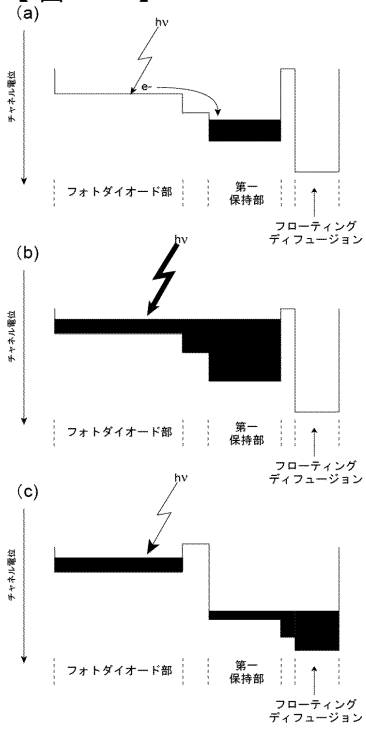 (a)
hν
チャネル電位
e-
フォトダイオード部
第一
保持部
フローティング
ディフュージョン
(b)
hν
チャネル電位
フォトダイオード部
第一
保持部
フローティング
ディフュージョン
(c)
hν
チャネル電位
フォトダイオード部
第一
保持部
フローティング
ディフュージョン